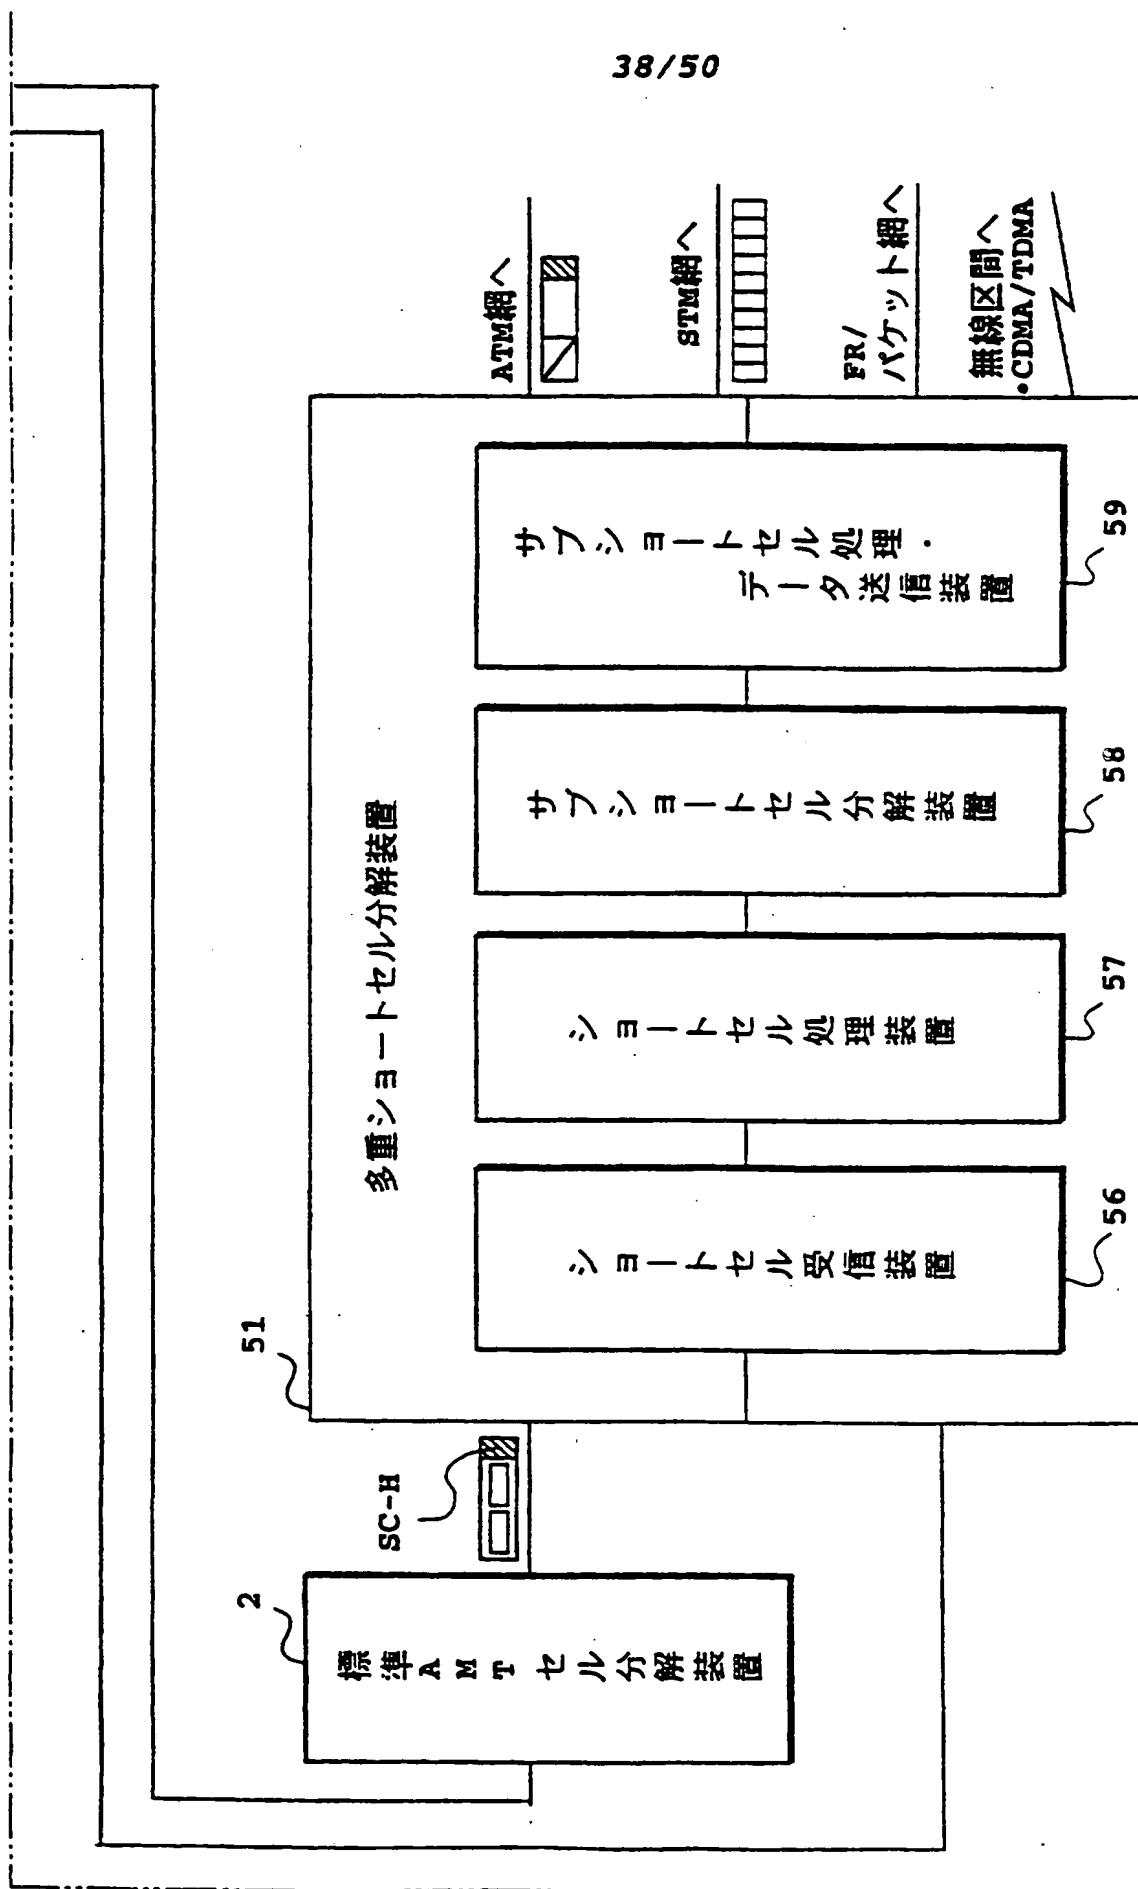 38/50
ATM網へ
STM網へ
FR/
パケット網へ
無線区間へ
・CDMA/TDMA
51
多重ショートセル分解装置
サブショートセル処理・
データ送信装置
59
サブショートセル分解装置
58
ショートセル処理装置
57
ショートセル受信装置
56
SC-H
2
標準AMTセル分解装置